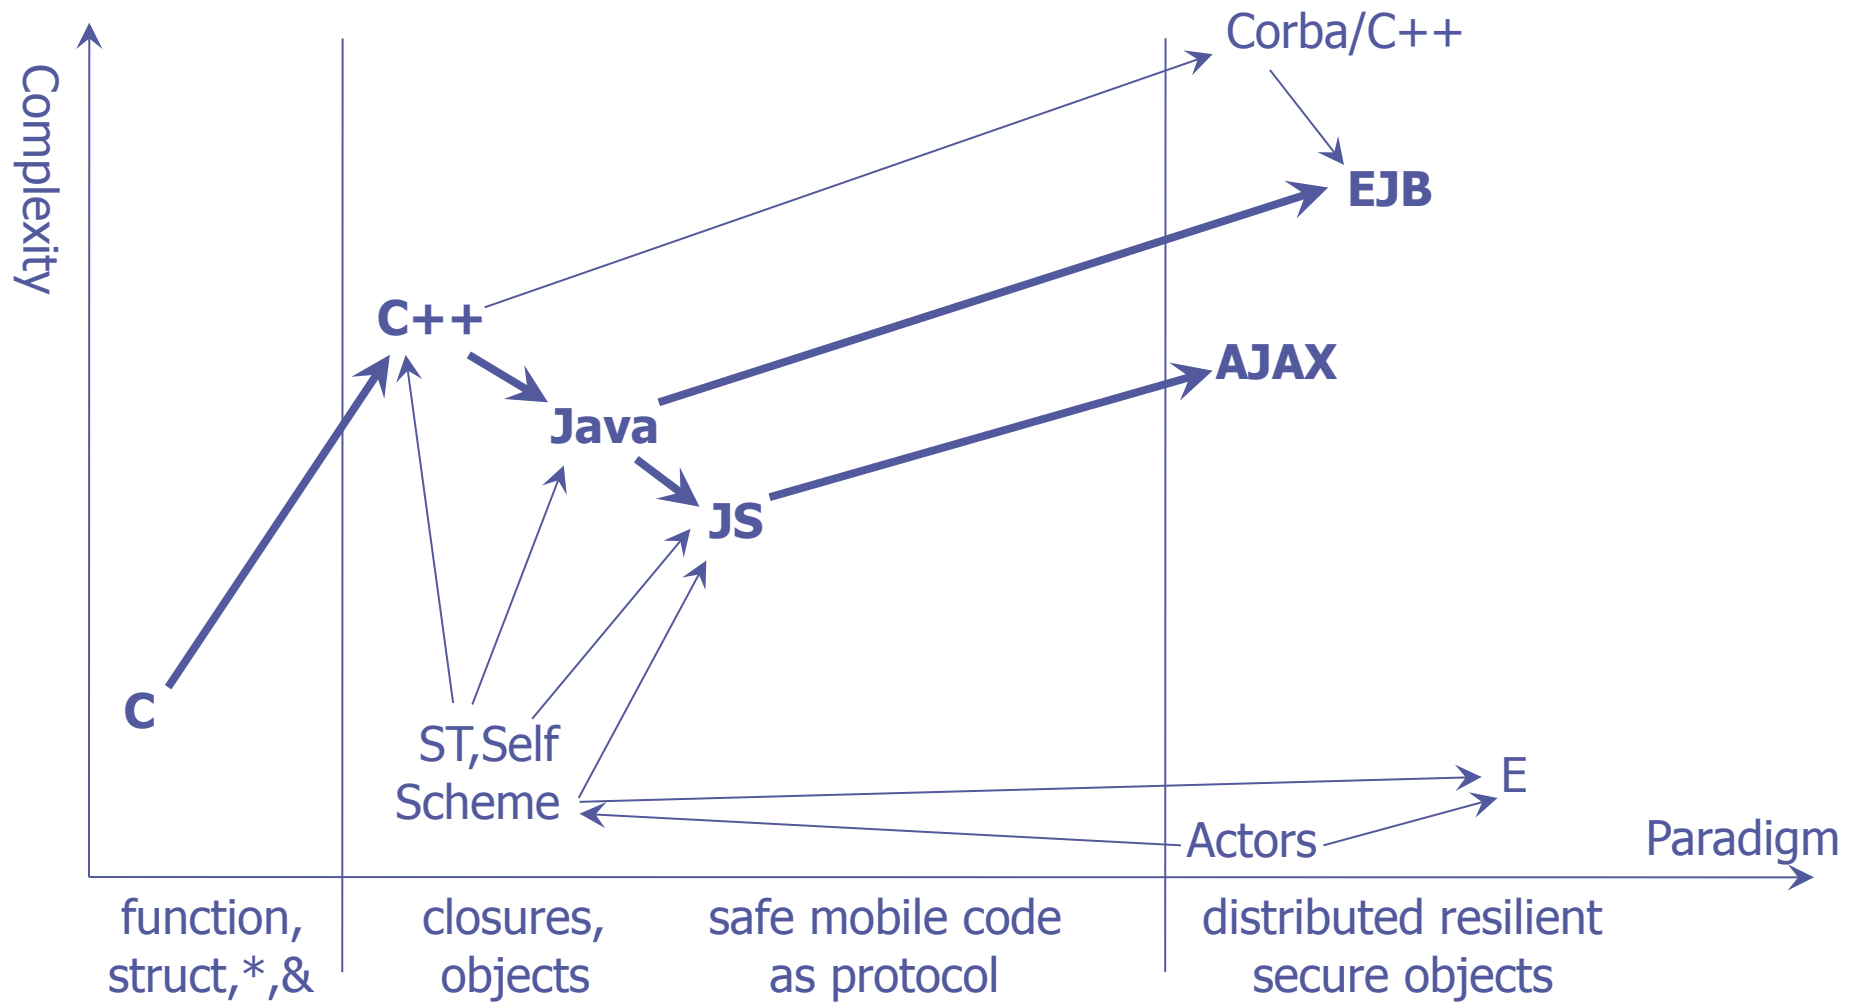 Corba/C++
Complexity
EJB
C++
AJAX
Java
JS
C
ST,Self
Scheme
E
Actors
Paradigm
function,
struct,*,&
closures,
objects
safe mobile code
as protocol
distributed resilient
secure objects